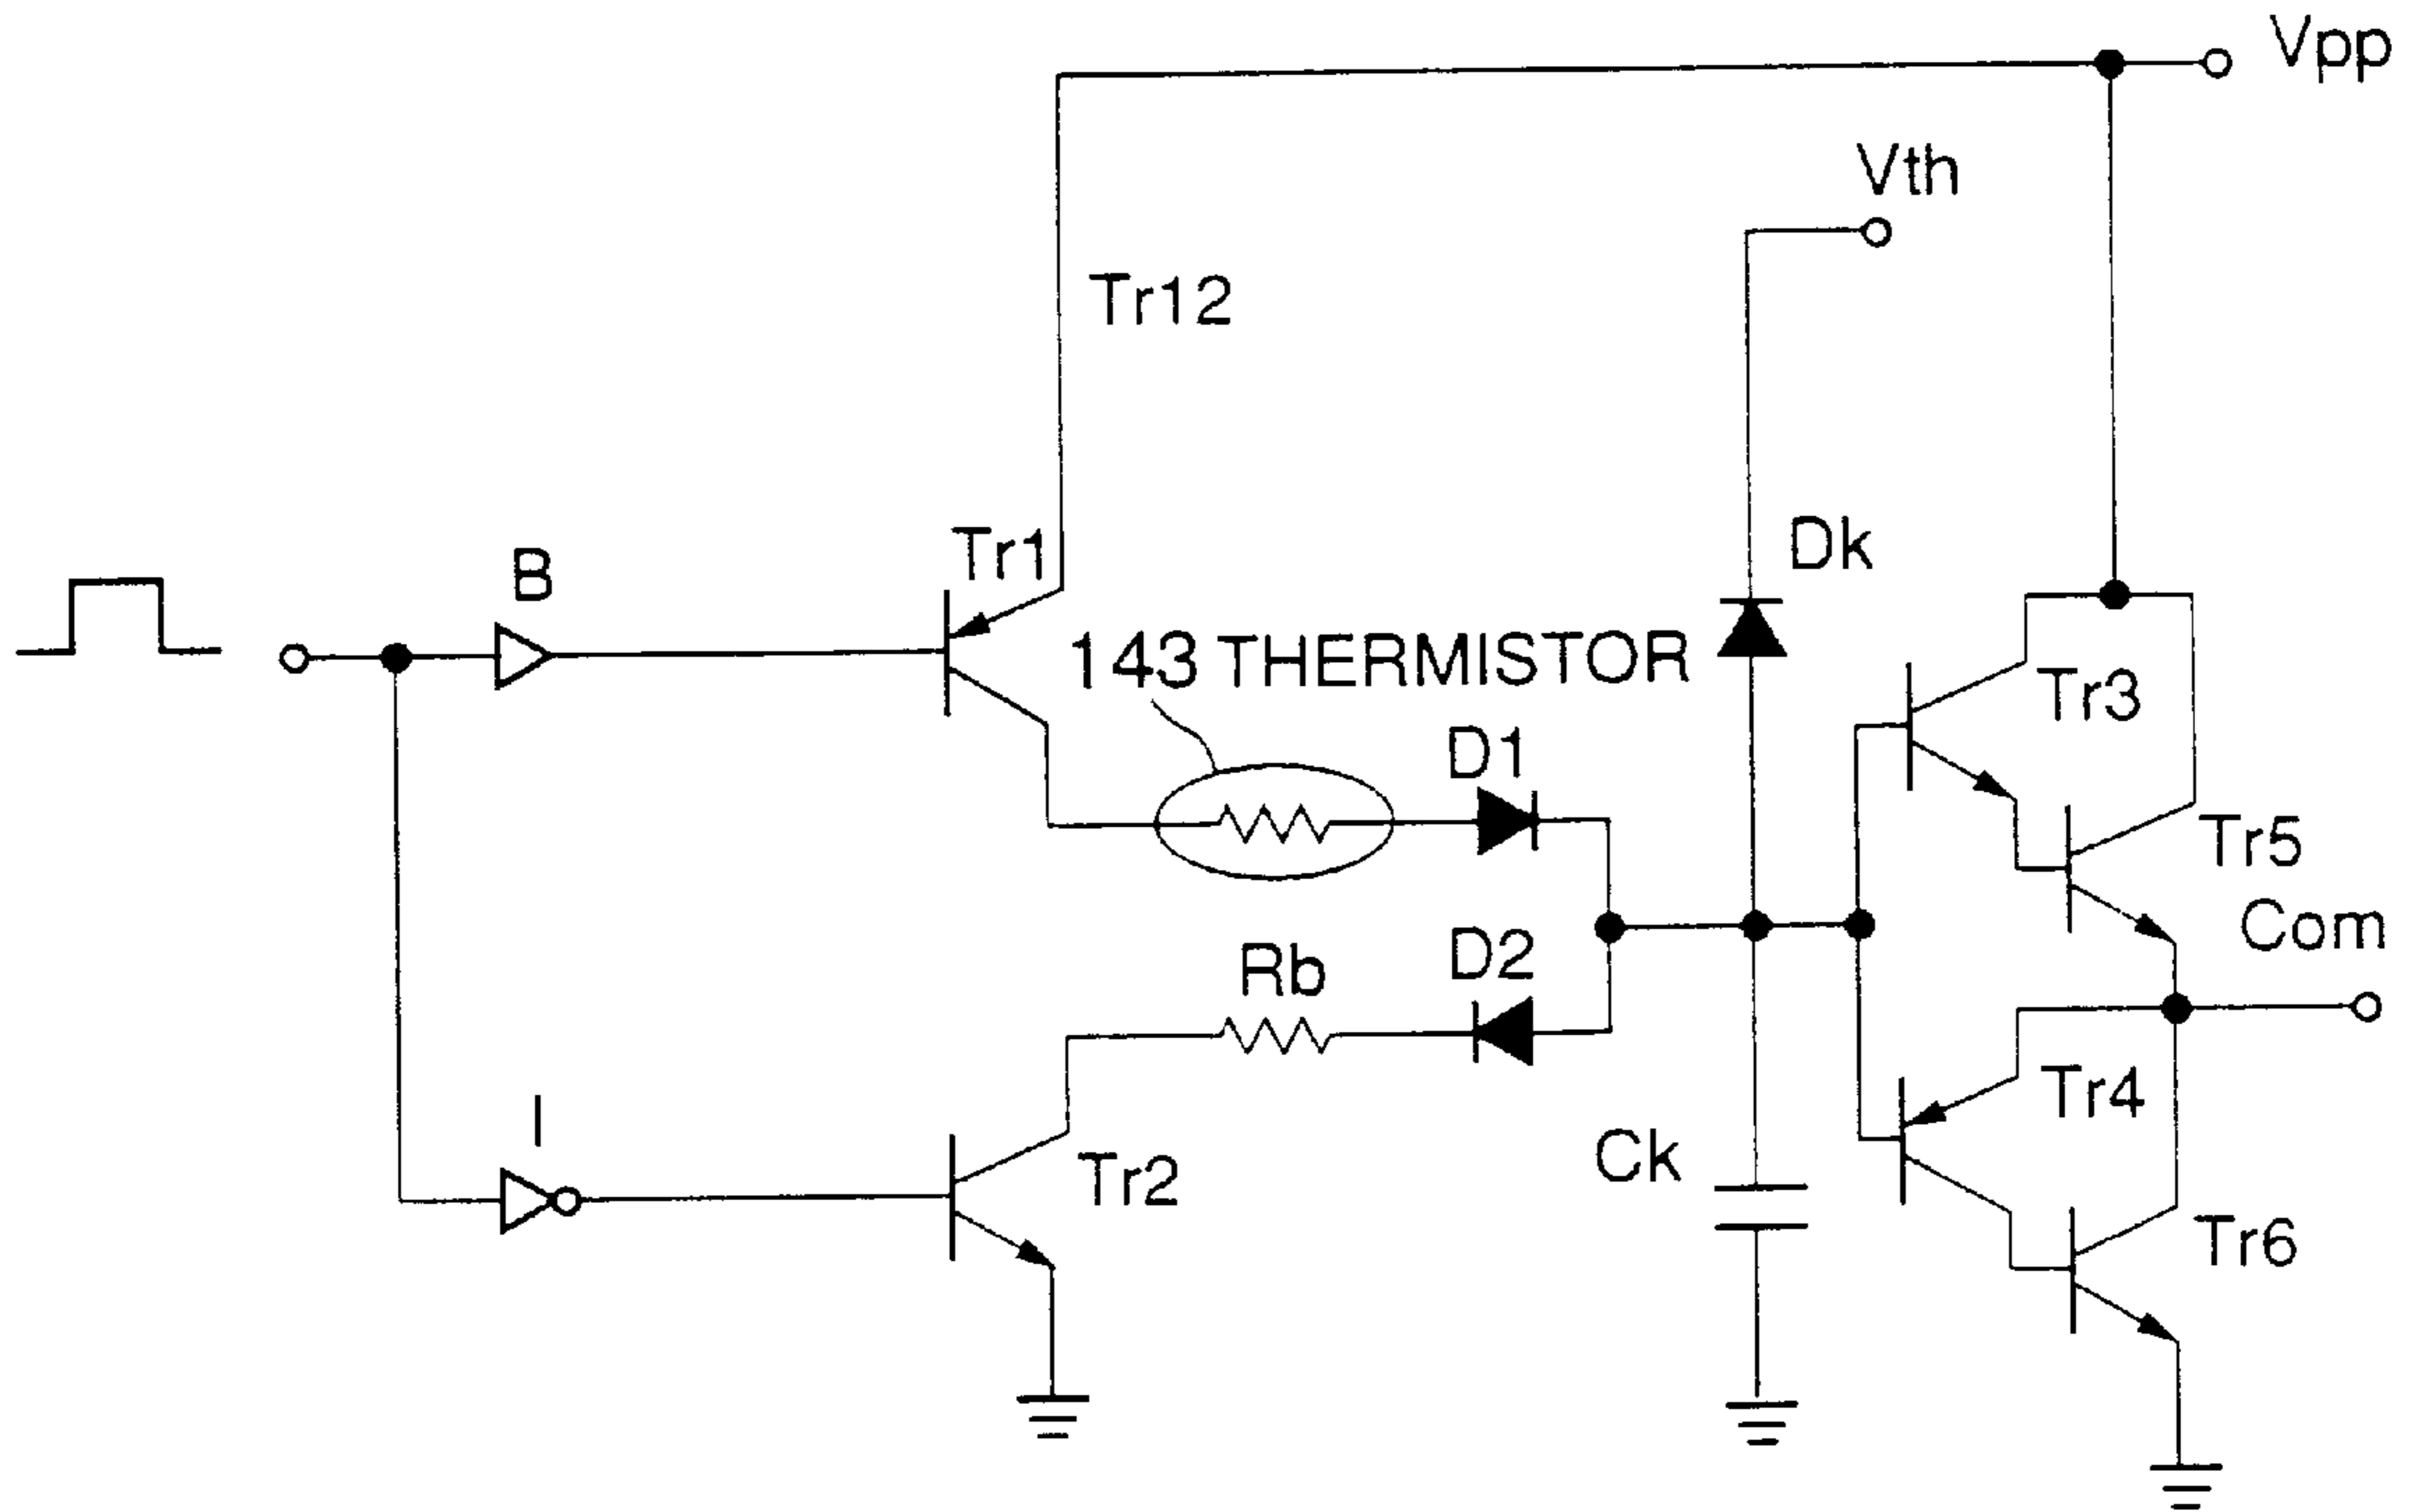 Vpp
Vth
Tr12
Dk
Tr1
B
143 THERMISTOR
Tr3
D1
Tr5
Com
D2
Rb
Tr4
I
Ck
Tr2
Tr6